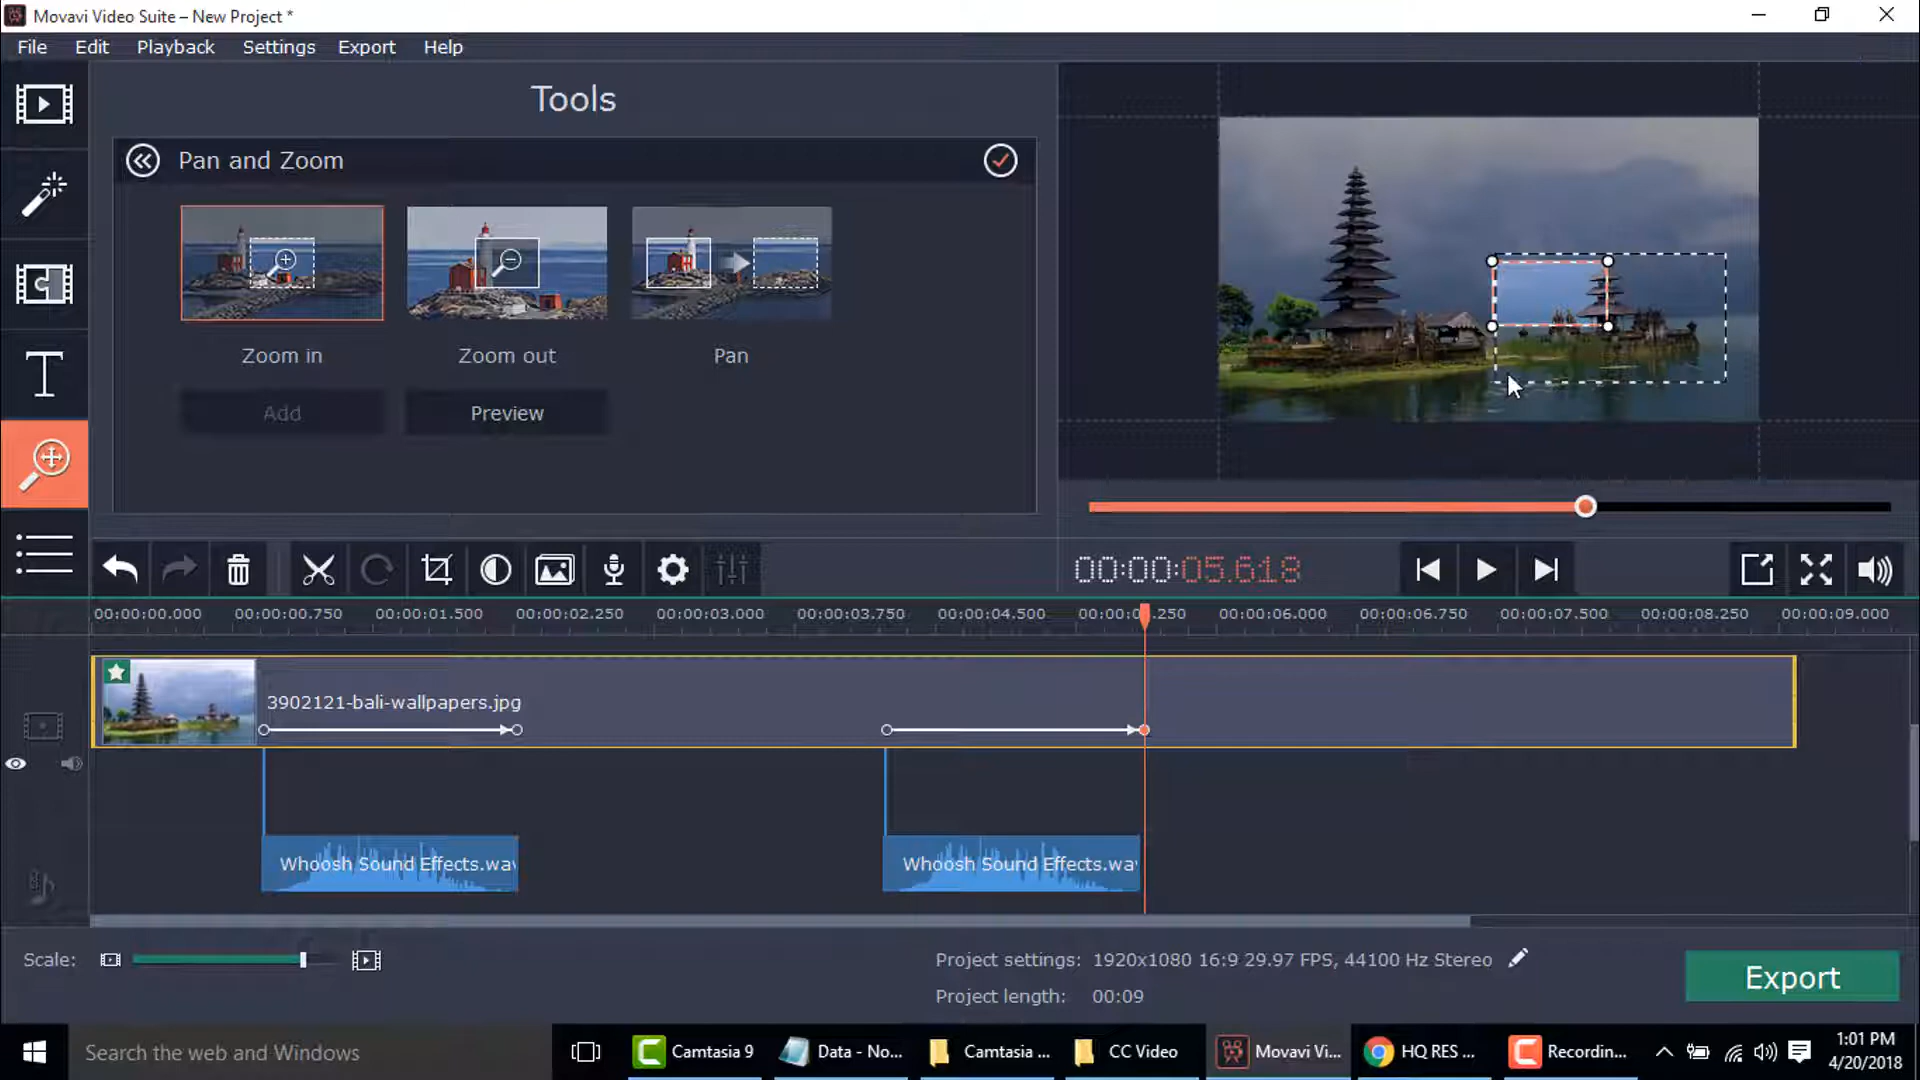 Movavi Video Suite – New Project *
File Edit Playback Settings Export Help
Tools
Pan and Zoom
Zoom in Zoom out Pan
Add Preview
00:00:05.618
00:00:00.000 00:00:00.750 00:00:01.500 00:00:02.250 00:00:03.000 00:00:03.750 00:00:04.500 00:00:0 .250 00:00:06.000 00:00:06.750 00:00:07.500 00:00:08.250 00:00:09.000
3902121-bali-wallpapers.jpg
Whoosh Sound Effects.wav Whoosh Sound Effects.wav
Scale:
Project settings: 1920x1080 16:9 29.97 FPS, 44100 Hz Stereo
Project length: 00:09
Export
Search the web and Windows
Camtasia 9 Data - No... Camtasia ... CC Video Movavi Vi... HQ RES ... Recordin...
1:01 PM
4/20/2018